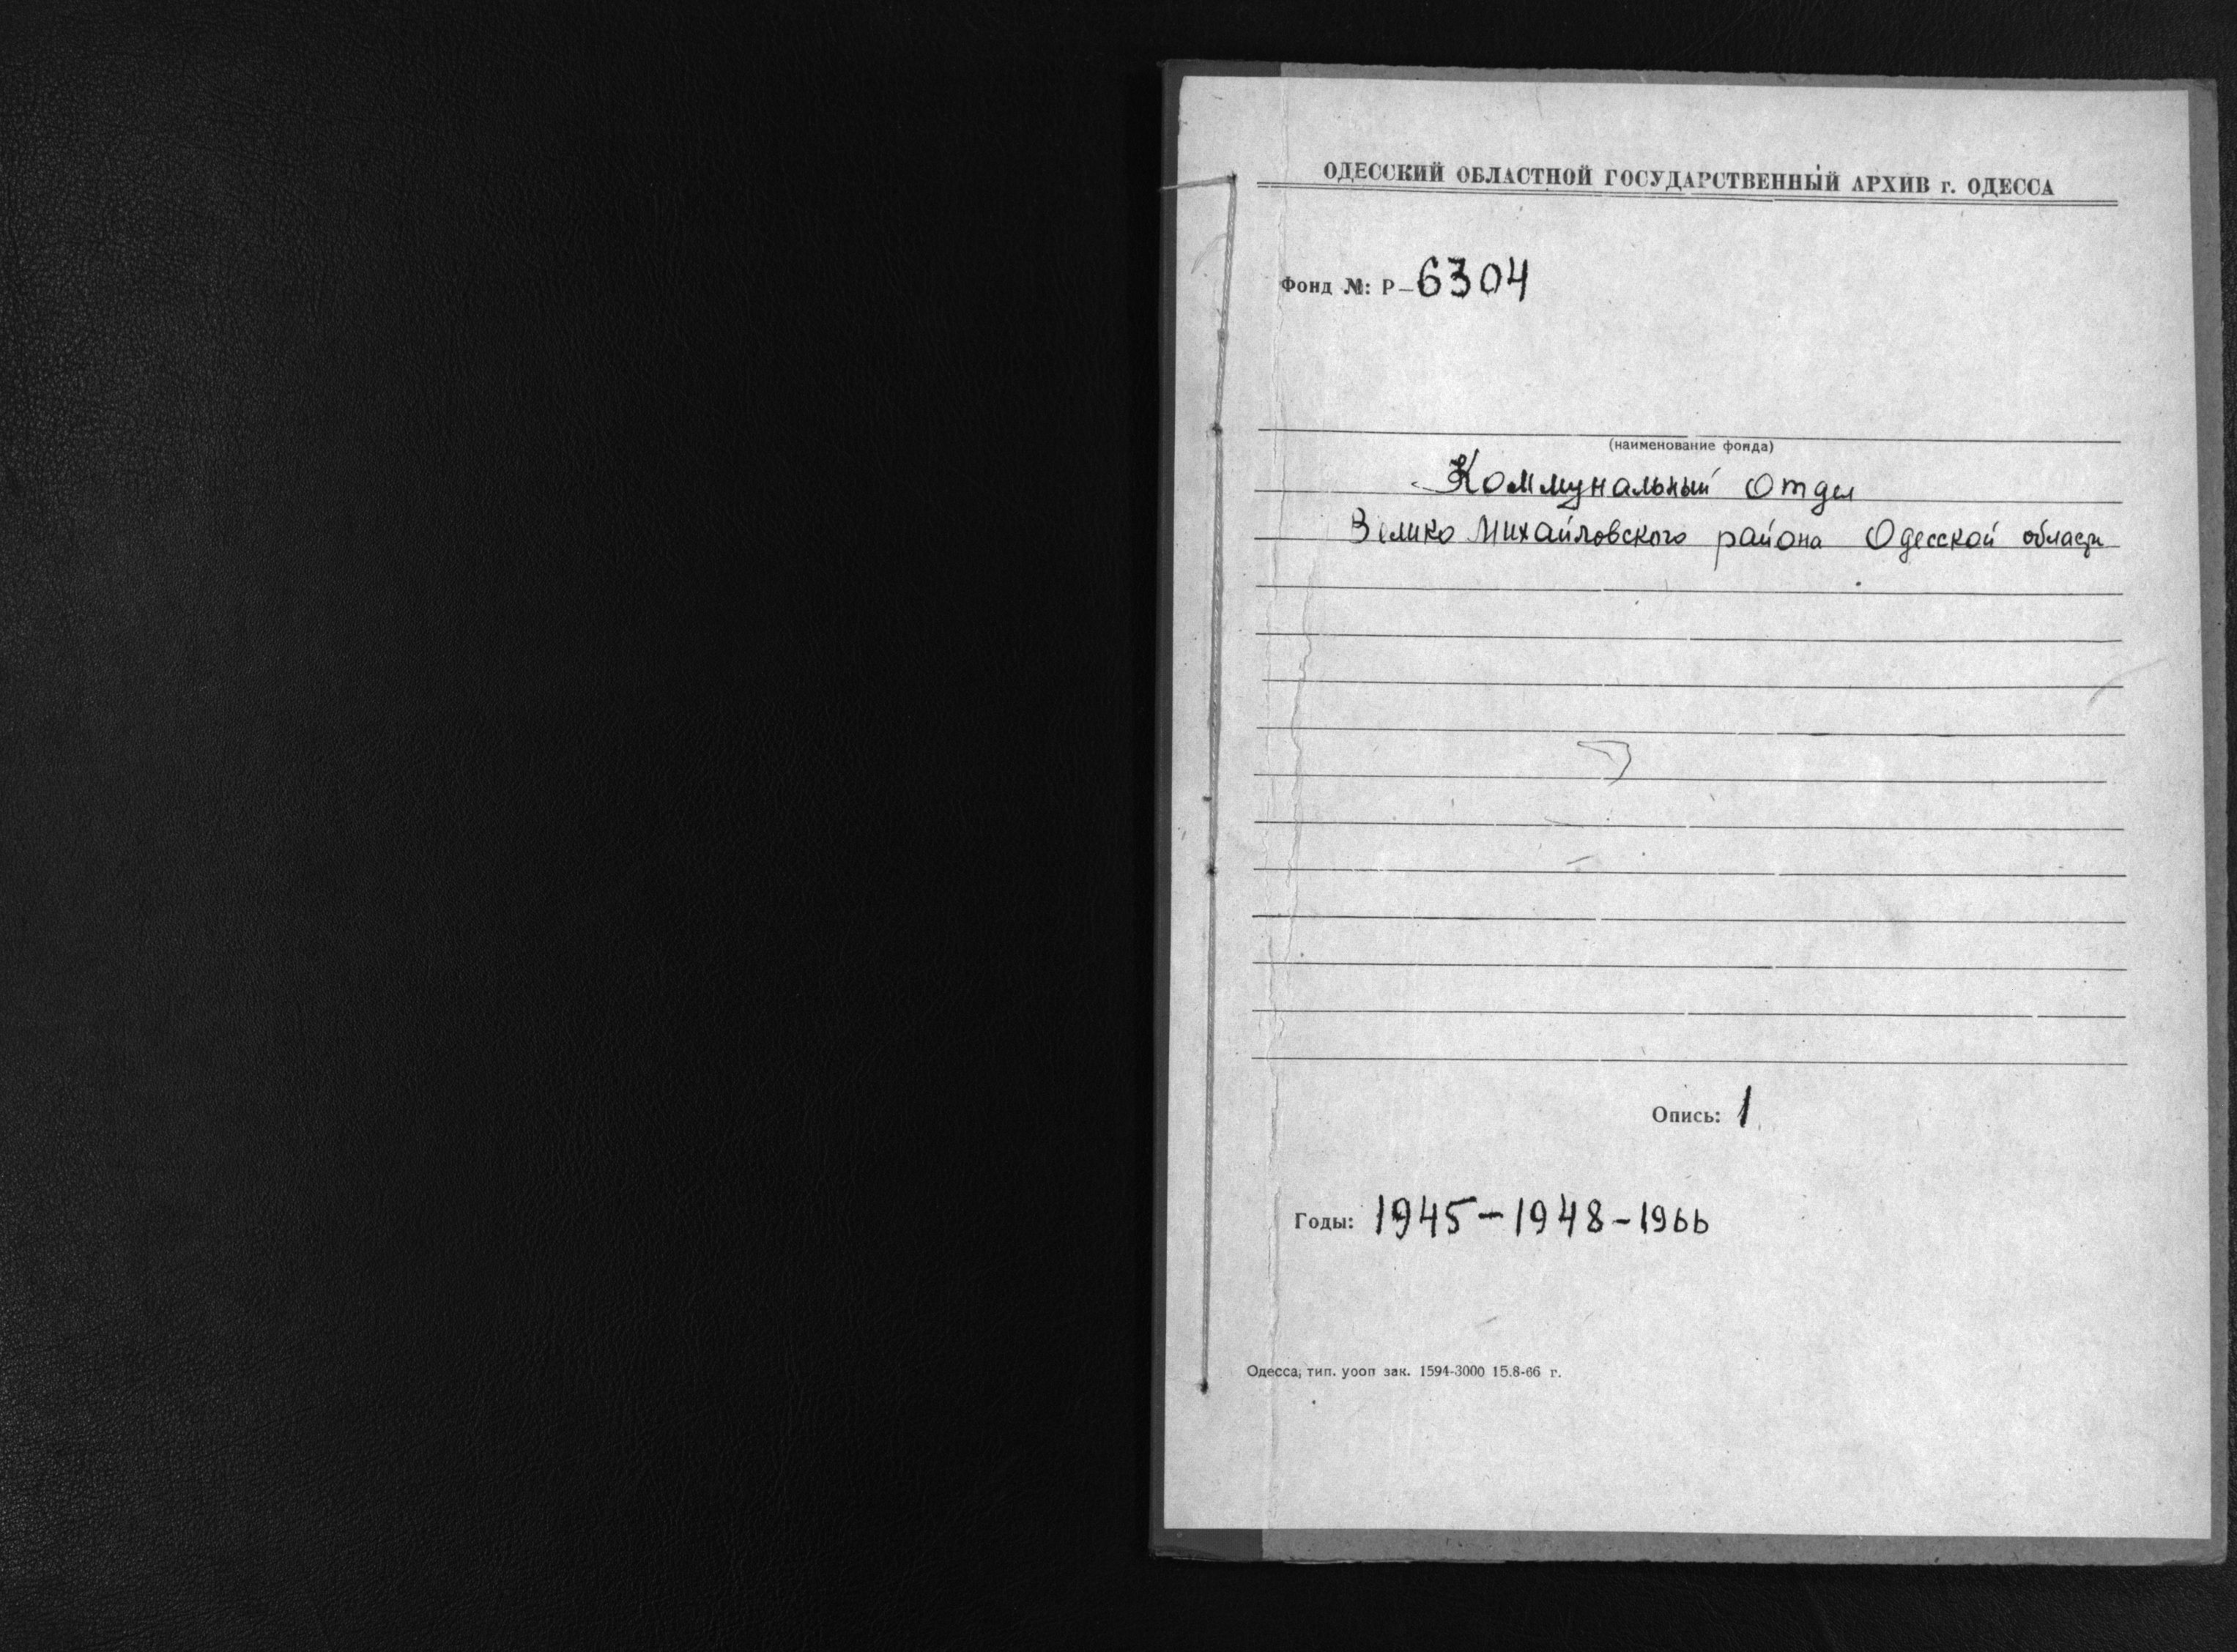 ОДЕССКИЙ ОБЛАСТНОЙ ГОСУДАРСТВЕННЫЙ АРХИВ г. ОДЕССА
Фонд №: Р-6304
(наименование фонда)
Коммунальный Отдел
Велико Михайловского района Одесской области
Опись: 1
Годы: 1945-1948-1966
Одесса, тип. уооп зак. 1594-3000 15.8-66 г.